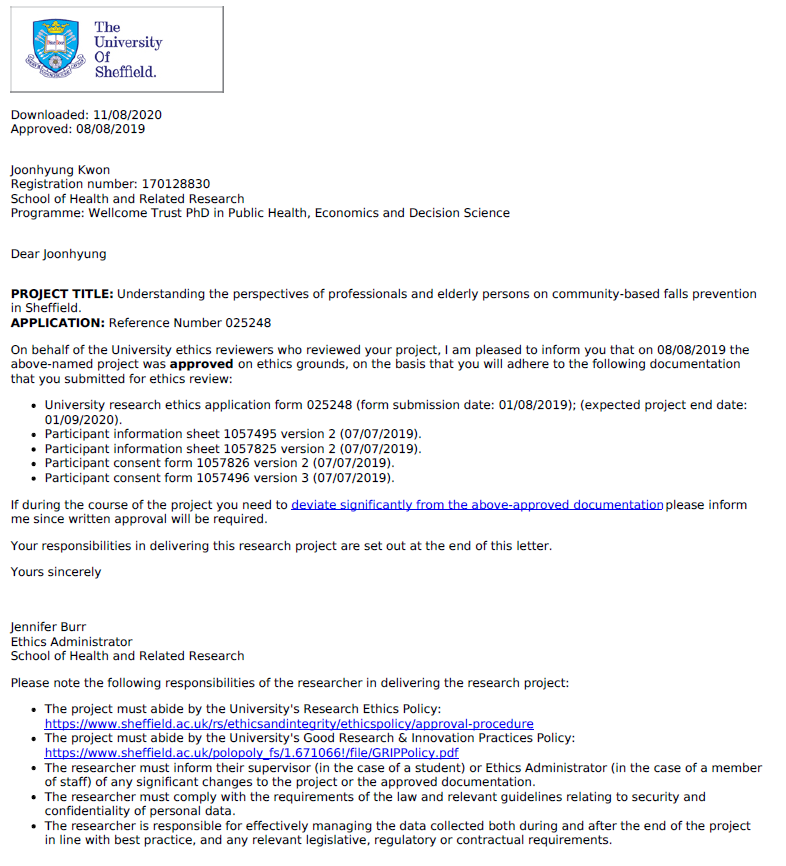 The
University
Of
Sheffield.
Downloaded: 11/08/2020
Approved: 08/08/2019
Joonhyung Kwon
Registration number: 170128830
School of Health and Related Research
Programme: Wellcome Trust PhD in Public Health, Economics and Decision Science
Dear Joonhyung
PROJECT TITLE: Understanding the perspectives of professionals and elderly persons on community-based falls prevention
in Sheffield.
APPLICATION: Reference Number 025248
On behalf of the University ethics reviewers who reviewed your project, I am pleased to inform you that on 08/08/2019 the
above-named project was approved on ethics grounds, on the basis that you will adhere to the following documentation
that you submitted for ethics review:
• University research ethics application form 025248 (form submission date: 01/08/2019); (expected project end date:
01/09/2020).
• Participant information sheet 1057495 version 2 (07/07/2019).
• Participant information sheet 1057825 version 2 (07/07/2019).
• Participant consent form 1057826 version 2 (07/07/2019).
• Participant consent form 1057496 version 3 (07/07/2019).
If during the course of the project you need to deviate significantly from the above-approved documentation please inform
me since written approval will be required.
Your responsibilities in delivering this research project are set out at the end of this letter.
Yours sincerely
Jennifer Burr
Ethics Administrator
School of Health and Related Research
Please note the following responsibilities of the researcher in delivering the research project:
• The project must abide by the University's Research Ethics Policy:
https://www.sheffield.ac.uk/rs/ethicsandintegrity/ethicspolicy/approval-procedure
• The project must abide by the University's Good Research & Innovation Practices Policy:
https://www.sheffield.ac.uk/polopoly_fs/1.671066!/file/GRIPPolicy.pdf
• The researcher must inform their supervisor (in the case of a student) or Ethics Administrator (in the case of a member
of staff) of any significant changes to the project or the approved documentation.
• The researcher must comply with the requirements of the law and relevant guidelines relating to security and
confidentiality of personal data.
• The researcher is responsible for effectively managing the data collected both during and after the end of the project
in line with best practice, and any relevant legislative, regulatory or contractual requirements.